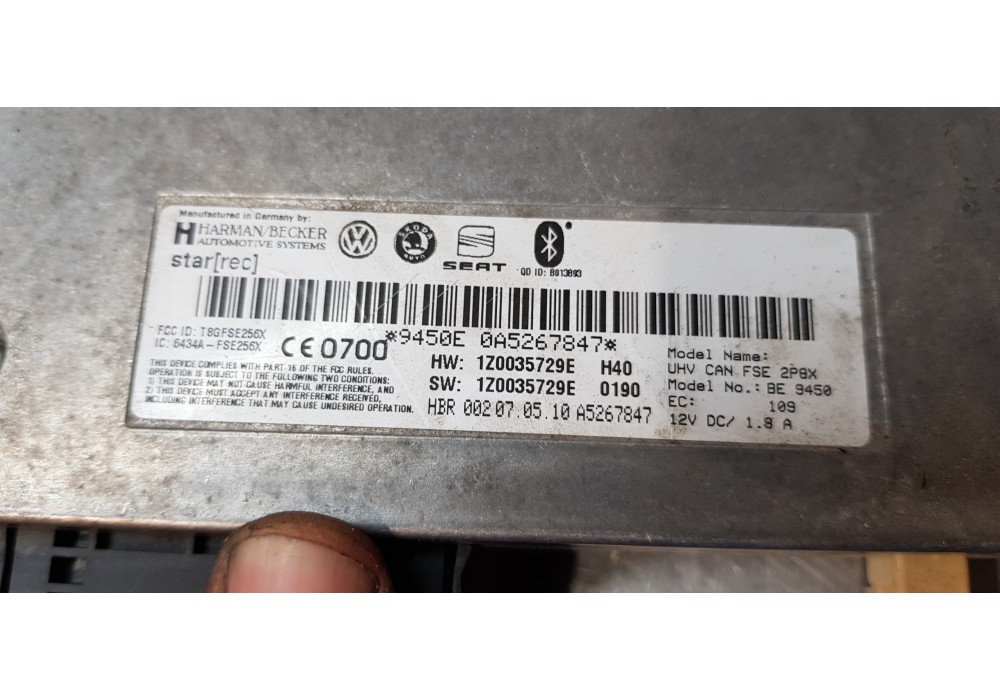 Manufactured in Germany by:
HARMAN/BECKER
AUTOMOTIVE SYSTEMS
star[rec]
SKODA
AUTO
SEAT
QD ID: B013893
FCC ID: T8GFSE256X
IC: 6434A-FSE256X
CE 0700
*9450E 0A5267847*
THIS DEVICE COMPLIES WITH PART-15 OF THE FCC RULES.
OPERATION IS SUBJECT TO THE FOLLOWING TWO CONDITIONS:
1) THIS DEVICE MAY NOT CAUSE HARMFUL INTERFERENCE, AND
2) THIS DEVICE MUST ACCEPT ANY INTERFERENCE RECEIVED,
INCLUDING INTERFERENCE THAT MAY CAUSE UNDESIRED OPERATION.
HW: 1Z0035729E H40
SW: 1Z0035729E 0190
HBR 002 07.05.10 A5267847
Model Name:
UHV CAN FSE 2P8X
Model No.: BE 9450
EC: 109
12V DC/ 1.8 A